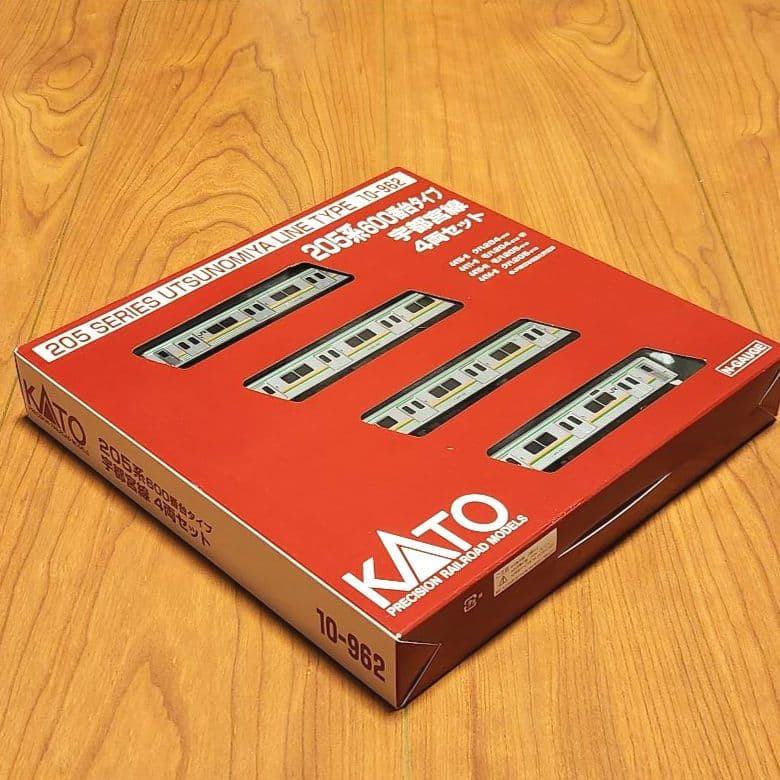 205 SERIES UTSUNOMIYA LINE TYPE 10-962
205系600番台タイプ
宇都宮線
4両セット
N-GAUGE
KATO
PRECISION RAILROAD MODELS
KATO
PRECISION RAILROAD MODELS
205系600番台タイプ
宇都宮線 4両セット
10-962